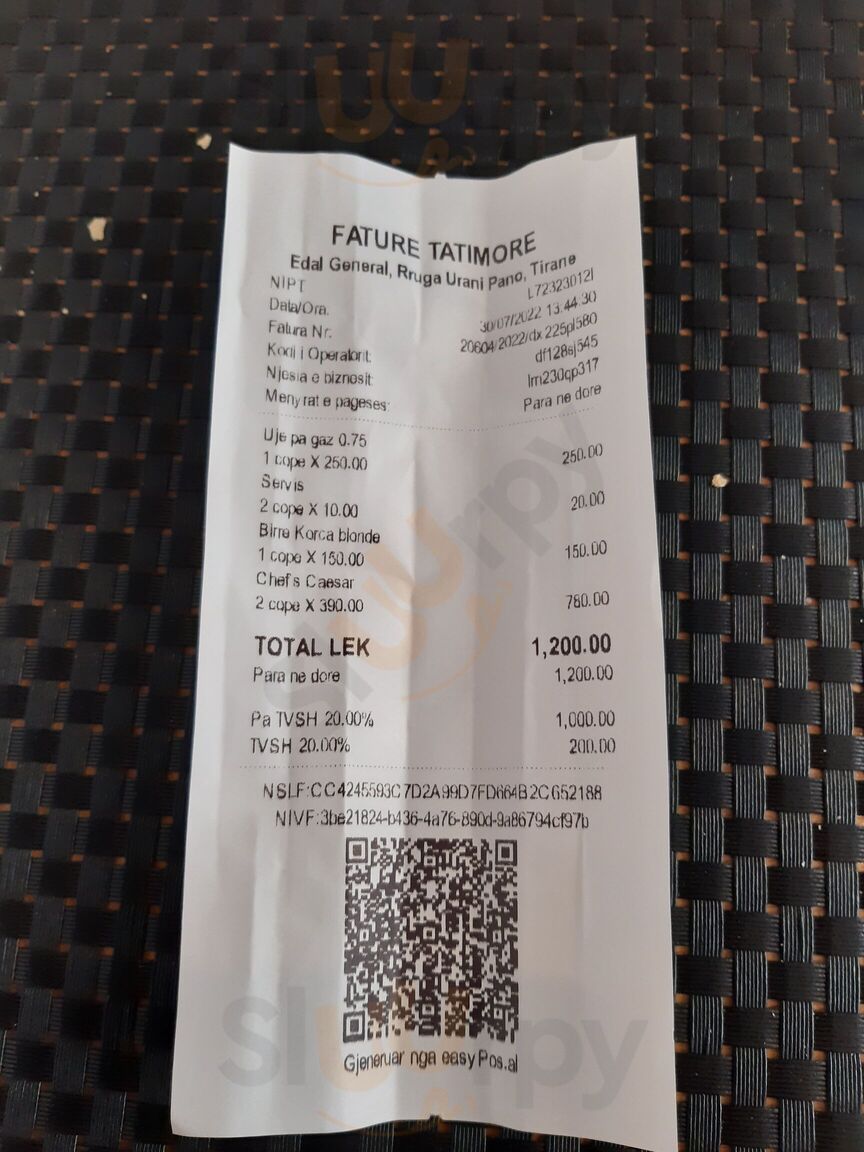 FATURE TATIMORE
Edal General, Rruga Urani Pano, Tirane
NIPT L72323012I
Data/Ora. 30/07/2022 13:44:30
Fatura Nr. 20604/2022/dx225pl580
Kodi i Operatorit: df128sj545
Njesia e biznesit: lm230qp317
Menyrat e pageses: Para ne dore
Uje pa gaz 0.75
1 cope X 250.00 250.00
Servis
2 cope X 10.00 20.00
Birre Korca blonde
1 cope X 150.00 150.00
Chef's Caesar
2 cope X 390.00 780.00
TOTAL LEK 1,200.00
Para ne dore 1,200.00
Pa TVSH 20.00% 1,000.00
TVSH 20.00% 200.00
NSLF:CC4245593C7D2A99D7FD664B2C652188
NIVF:3be21824-b436-4a76-890d-9a86794cf97b
Gjeneruar nga easyPos.al
Sluurpy
Sluurpy
Sluurpy